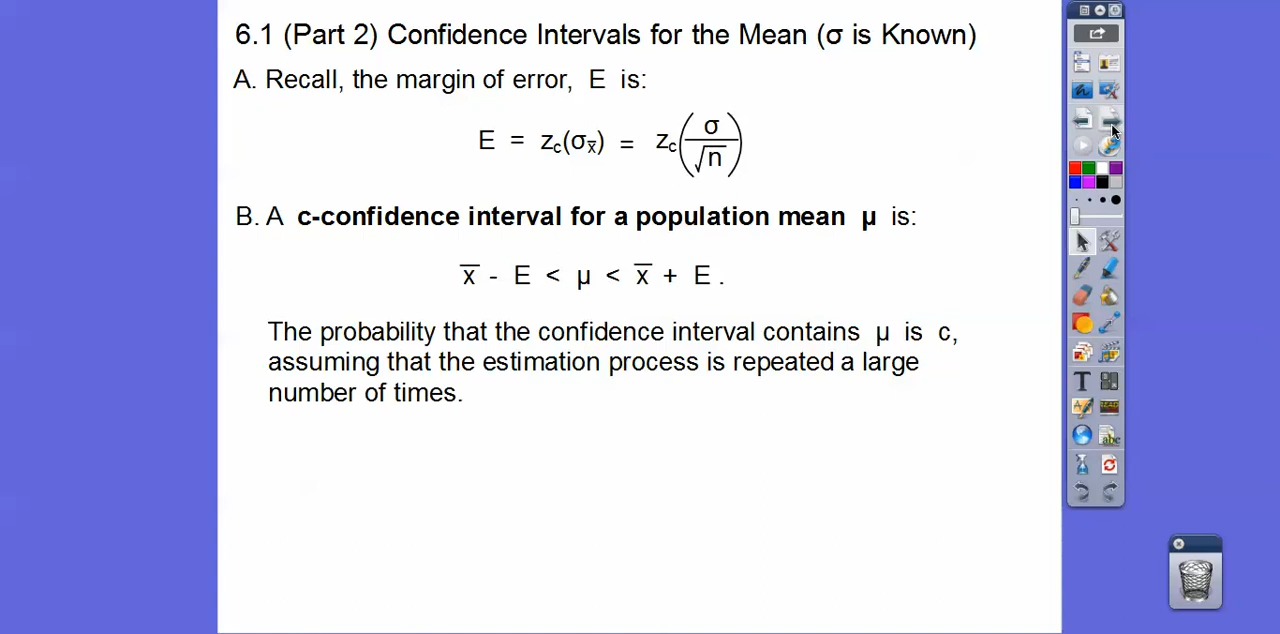 6.1 (Part 2) Confidence Intervals for the Mean (σ is Known)
A. Recall, the margin of error, E is:
E = z_c(σ_x̅) = z_c(σ/√n)
B. A c-confidence interval for a population mean μ is:
x̅ - E < μ < x̅ + E .
The probability that the confidence interval contains μ is c,
assuming that the estimation process is repeated a large
number of times.